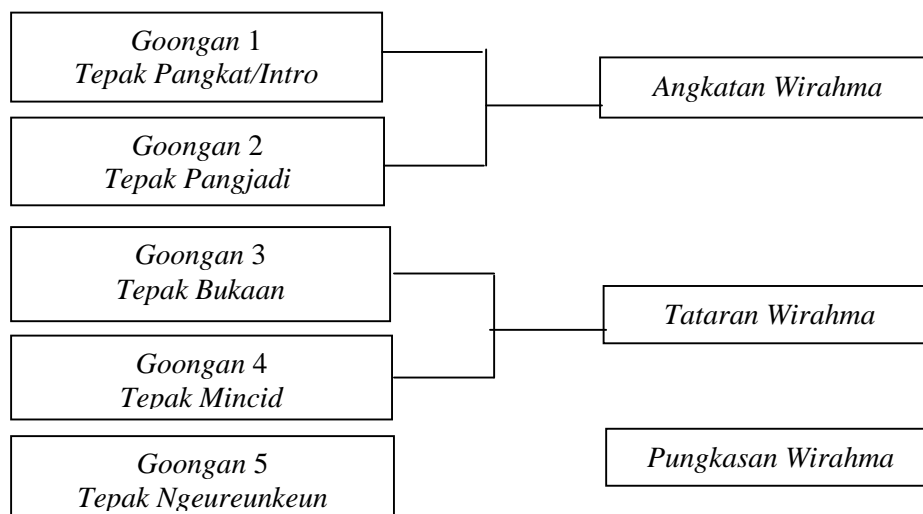 Goongan 1
Tepak Pangkat/Intro
Angkatan Wirahma
Goongan 2
Tepak Pangjadi
Goongan 3
Tepak Bukaan
Tataran Wirahma
Goongan 4
Tepak Mincid
Goongan 5
Tepak Ngeureunkeun
Pungkasan Wirahma